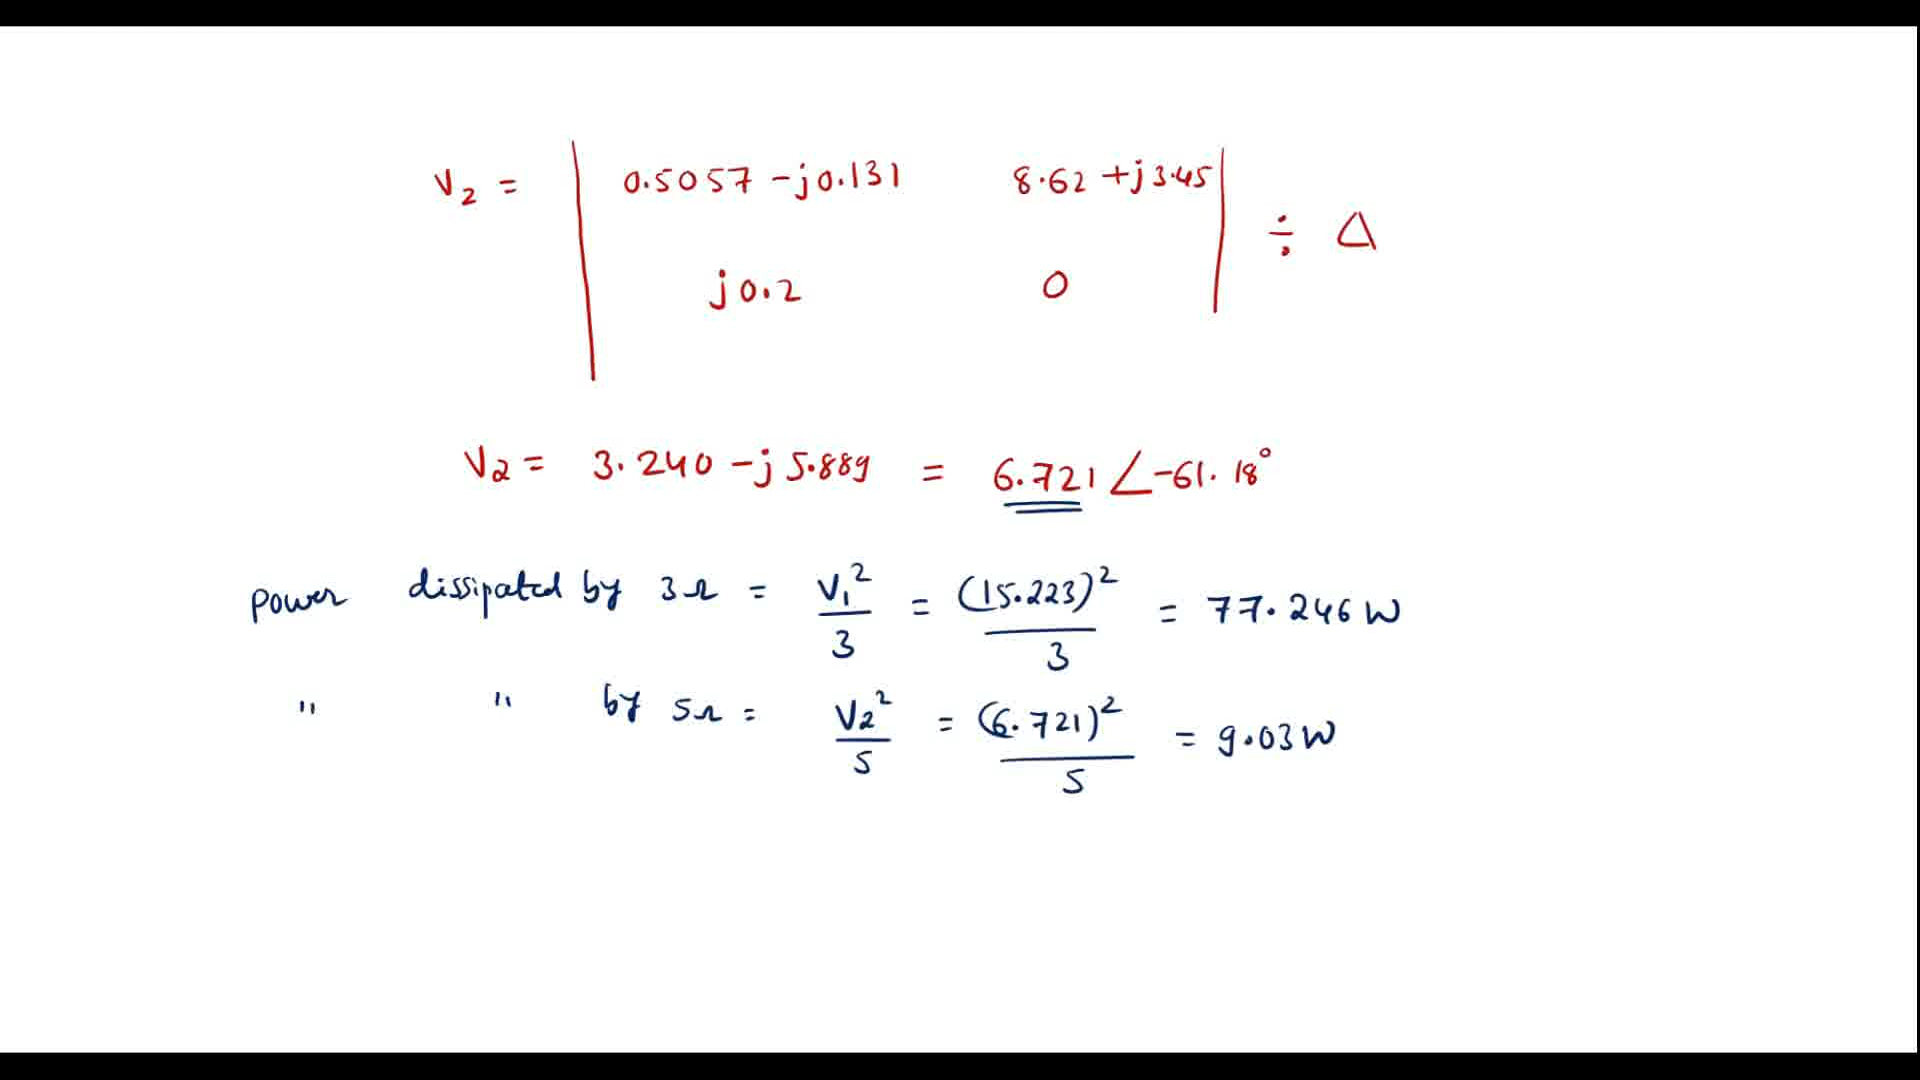 V₂ = | 0.5057 -j0.131 8.62 +j3.45 | ÷ Δ
j0.2 0
V₂ = 3.240 -j5.889 = 6.721 ∠-61.18°
Power dissipated by 3Ω = V₁²/3 = (15.223)²/3 = 77.246 W
" " by 5Ω = V₂²/5 = (6.721)²/5 = 9.03 W